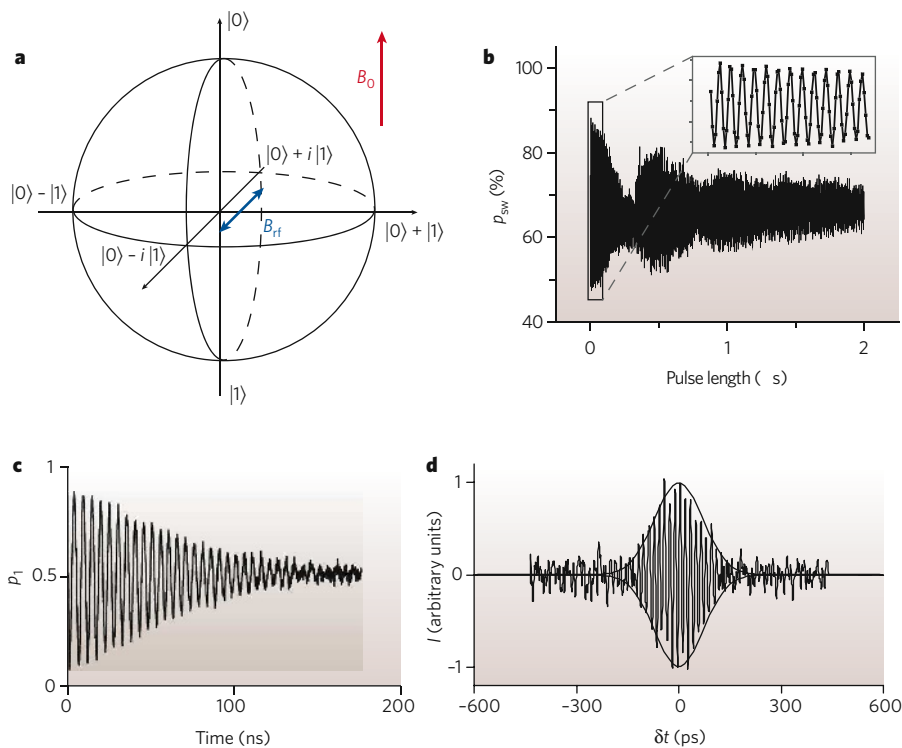 a
|0⟩
B0
|0⟩ + i |1⟩
|0⟩ – |1⟩
Brf
|0⟩ + |1⟩
|0⟩ – i |1⟩
|1⟩
b
100
80
60
40
psw (%)
0
1
2
Pulse length ( s)
c
1
0.5
0
p1
0
100
200
Time (ns)
d
1
0
-1
I (arbitrary units)
-600
-300
0
300
600
δt (ps)